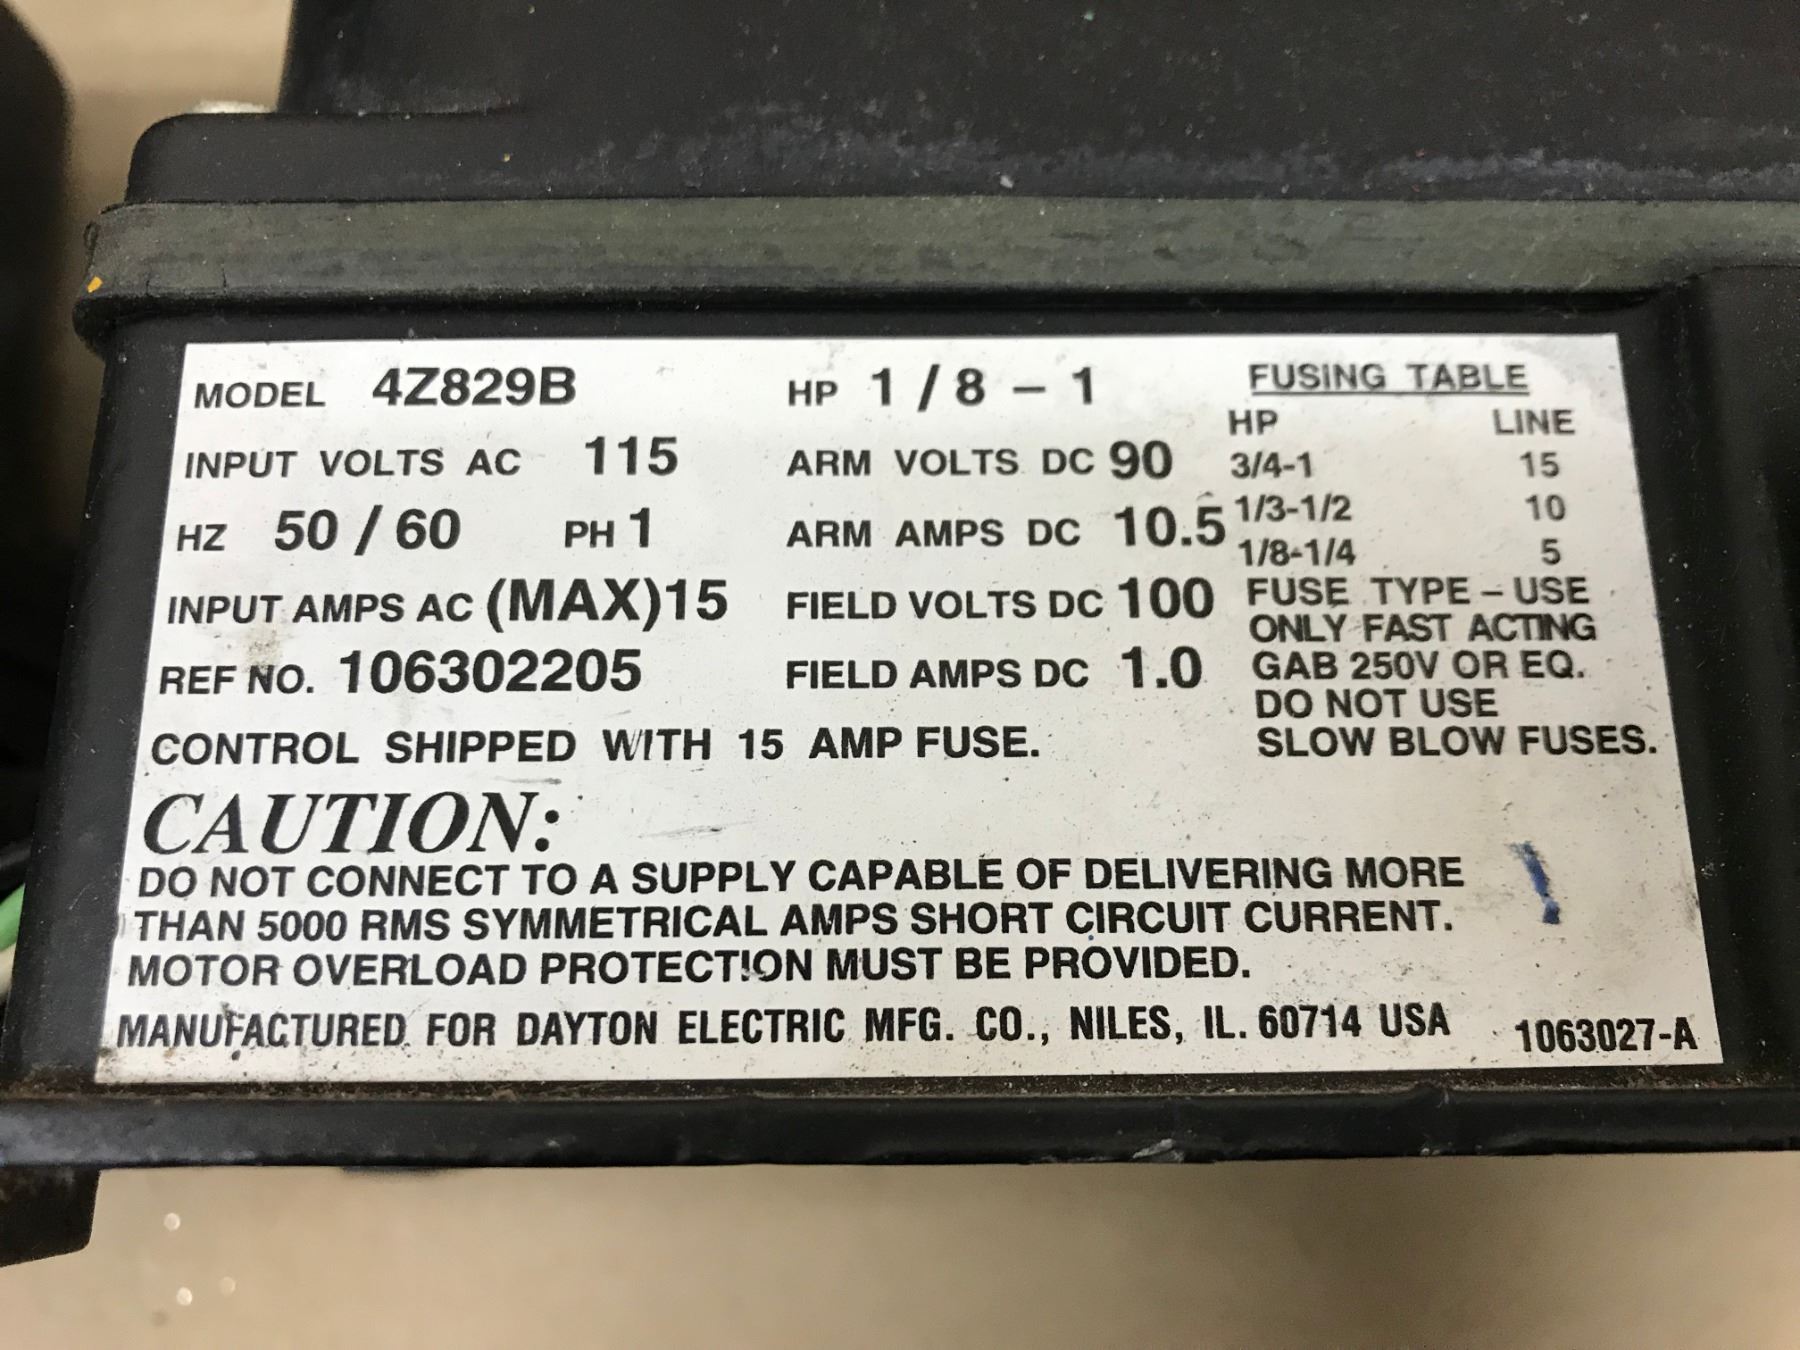 MODEL 4Z829B HP 1/8 – 1
INPUT VOLTS AC 115 ARM VOLTS DC 90
HZ 50/60 PH 1 ARM AMPS DC 10.5
INPUT AMPS AC (MAX)15 FIELD VOLTS DC 100
REF NO. 106302205 FIELD AMPS DC 1.0
CONTROL SHIPPED WITH 15 AMP FUSE.
FUSING TABLE
HP LINE
3/4-1 15
1/3-1/2 10
1/8-1/4 5
FUSE TYPE – USE
ONLY FAST ACTING
GAB 250V OR EQ.
DO NOT USE
SLOW BLOW FUSES.
CAUTION:
DO NOT CONNECT TO A SUPPLY CAPABLE OF DELIVERING MORE
THAN 5000 RMS SYMMETRICAL AMPS SHORT CIRCUIT CURRENT.
MOTOR OVERLOAD PROTECTION MUST BE PROVIDED.
MANUFACTURED FOR DAYTON ELECTRIC MFG. CO., NILES, IL. 60714 USA 1063027-A